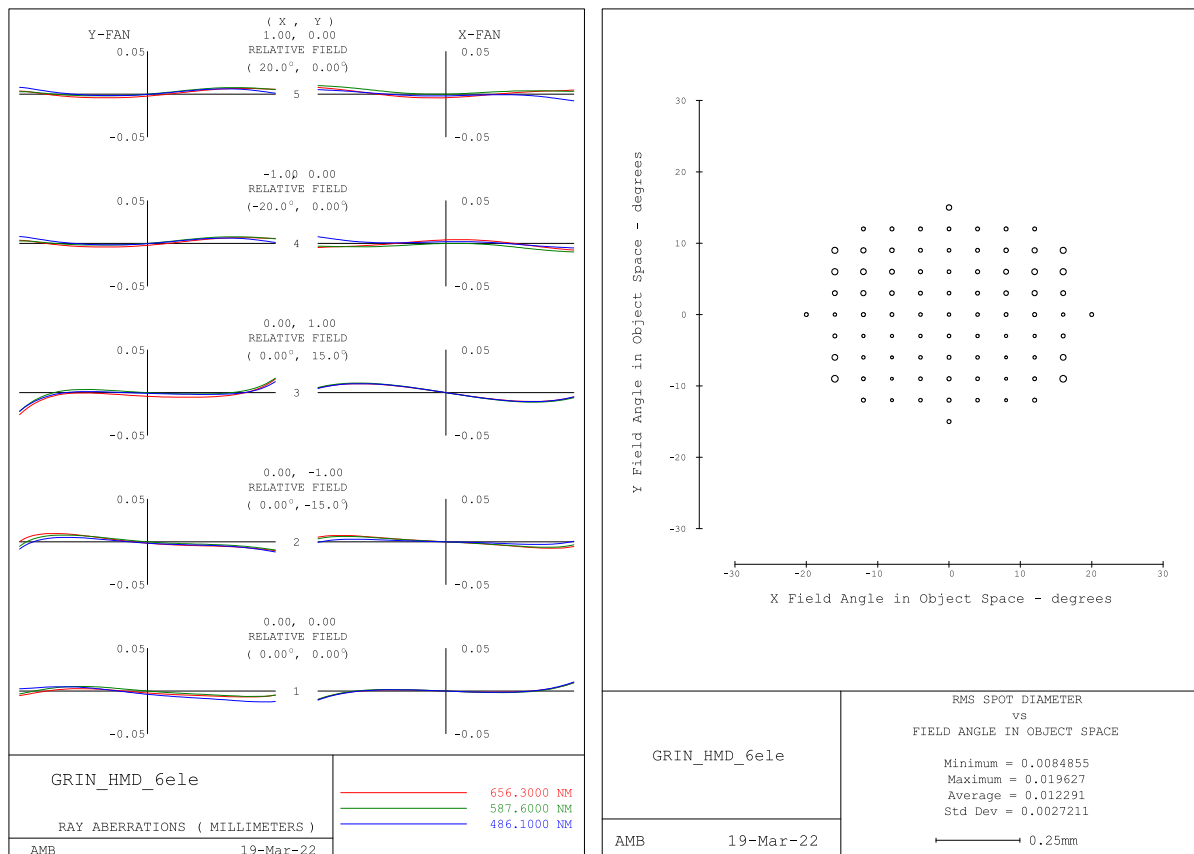 ( X , Y )
Y-FAN 1.00, 0.00 X-FAN
0.05 RELATIVE FIELD 0.05
( 20.0°, 0.00°)
5
-0.05 -0.05
-1.00, 0.00
0.05 RELATIVE FIELD 0.05
(-20.0°, 0.00°)
4
-0.05 -0.05
0.00, 1.00
0.05 RELATIVE FIELD 0.05
( 0.00°, 15.0°)
3
-0.05 -0.05
0.00, -1.00
0.05 RELATIVE FIELD 0.05
( 0.00°,-15.0°)
2
-0.05 -0.05
0.00, 0.00
0.05 RELATIVE FIELD 0.05
( 0.00°, 0.00°)
1
-0.05 -0.05
GRIN_HMD_6ele
RAY ABERRATIONS ( MILLIMETERS )
AMB 19-Mar-22
656.3000 NM
587.6000 NM
486.1000 NM
Y Field Angle in Object Space - degrees
30
20
10
0
-10
-20
-30
-30 -20 -10 0 10 20 30
X Field Angle in Object Space - degrees
GRIN_HMD_6ele
AMB 19-Mar-22
RMS SPOT DIAMETER
vs
FIELD ANGLE IN OBJECT SPACE
Minimum = 0.0084855
Maximum = 0.019627
Average = 0.012291
Std Dev = 0.0027211
0.25mm